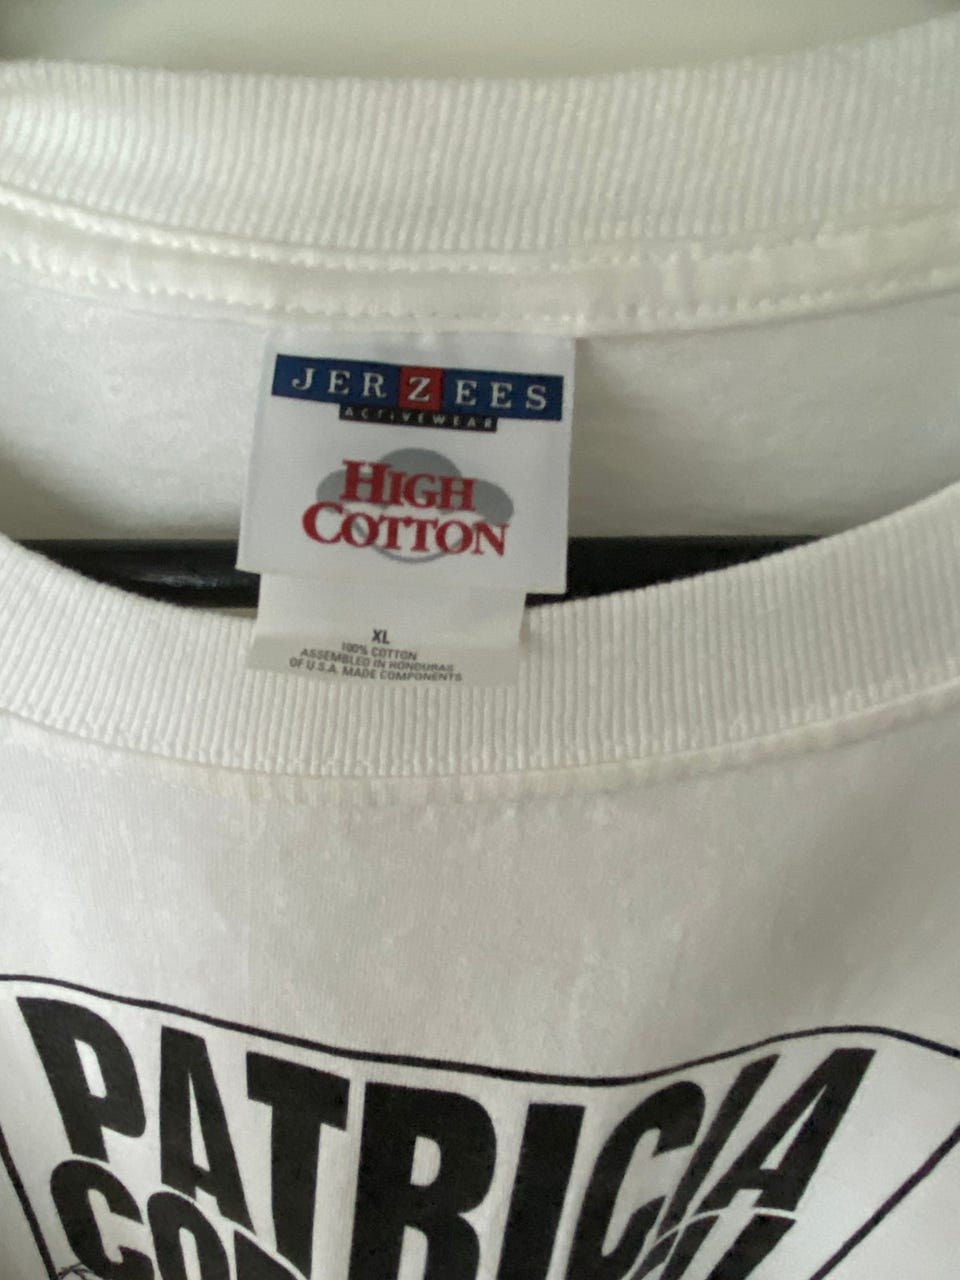 JERZEES
ACTIVEWEAR
HIGH
COTTON
XL
100% COTTON
ASSEMBLED IN HONDURAS
OF U.S.A. MADE COMPONENTS
PATRICIA